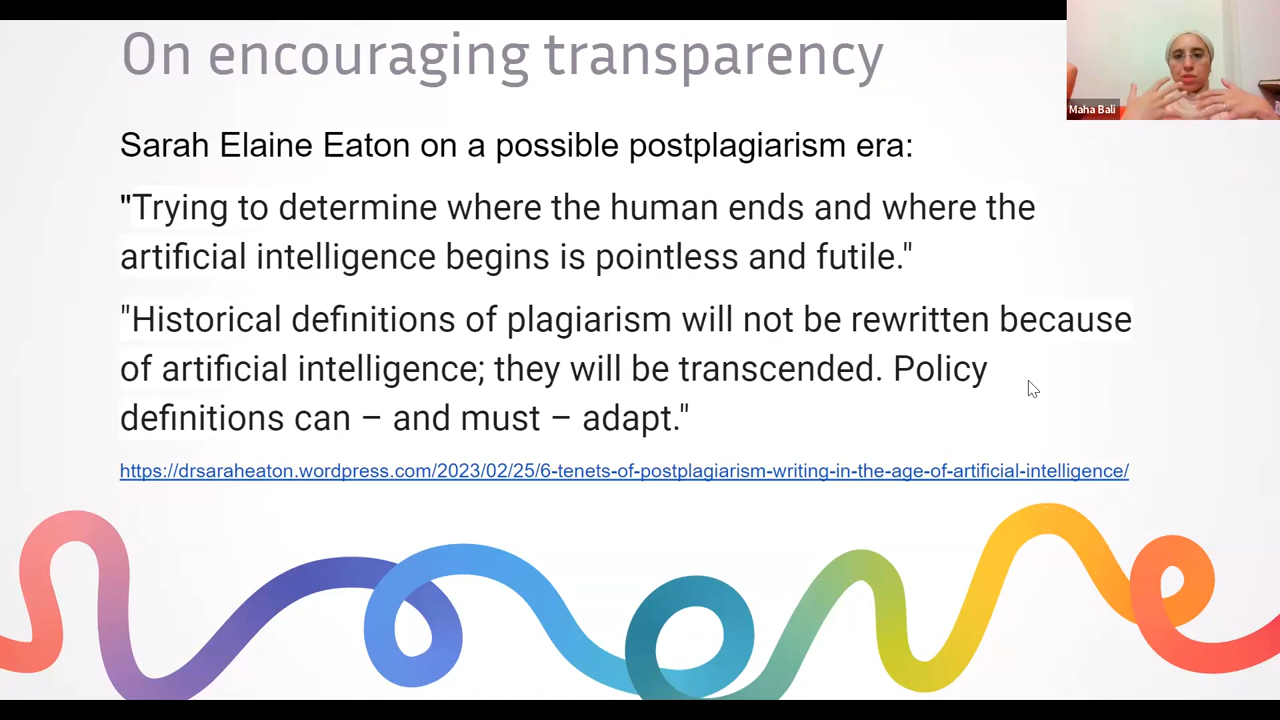 On encouraging transparency
Maha Bali
Sarah Elaine Eaton on a possible postplagiarism era:
"Trying to determine where the human ends and where the
artificial intelligence begins is pointless and futile."
"Historical definitions of plagiarism will not be rewritten because
of artificial intelligence; they will be transcended. Policy
definitions can – and must – adapt."
https://drsaraheaton.wordpress.com/2023/02/25/6-tenets-of-postplagiarism-writing-in-the-age-of-artificial-intelligence/